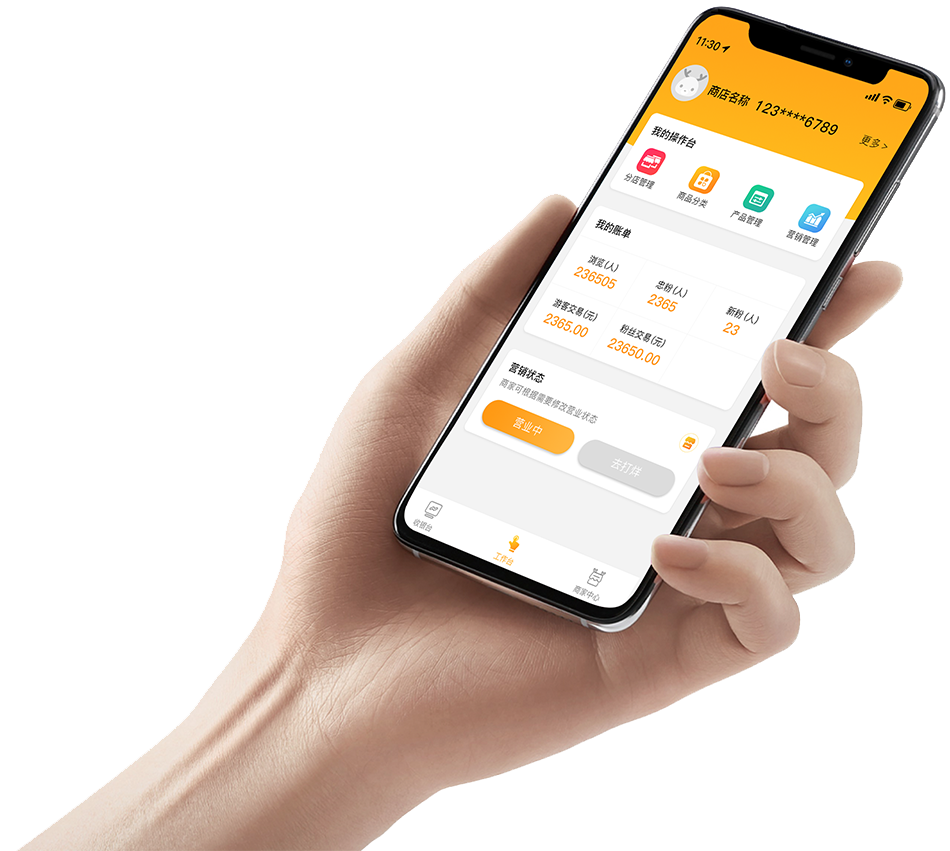 11:30
商店名称 123****6789
更多>
我的操作台
分店管理
商品分类
产品管理
营销管理
我的账单
浏览(人)
236505
忠粉(人)
2365
新粉(人)
23
游客交易(元)
2365.00
粉丝交易(元)
23650.00
营销状态
商家可根据需要修改营业状态
营业中
去打烊
收银台
工作台
商家中心